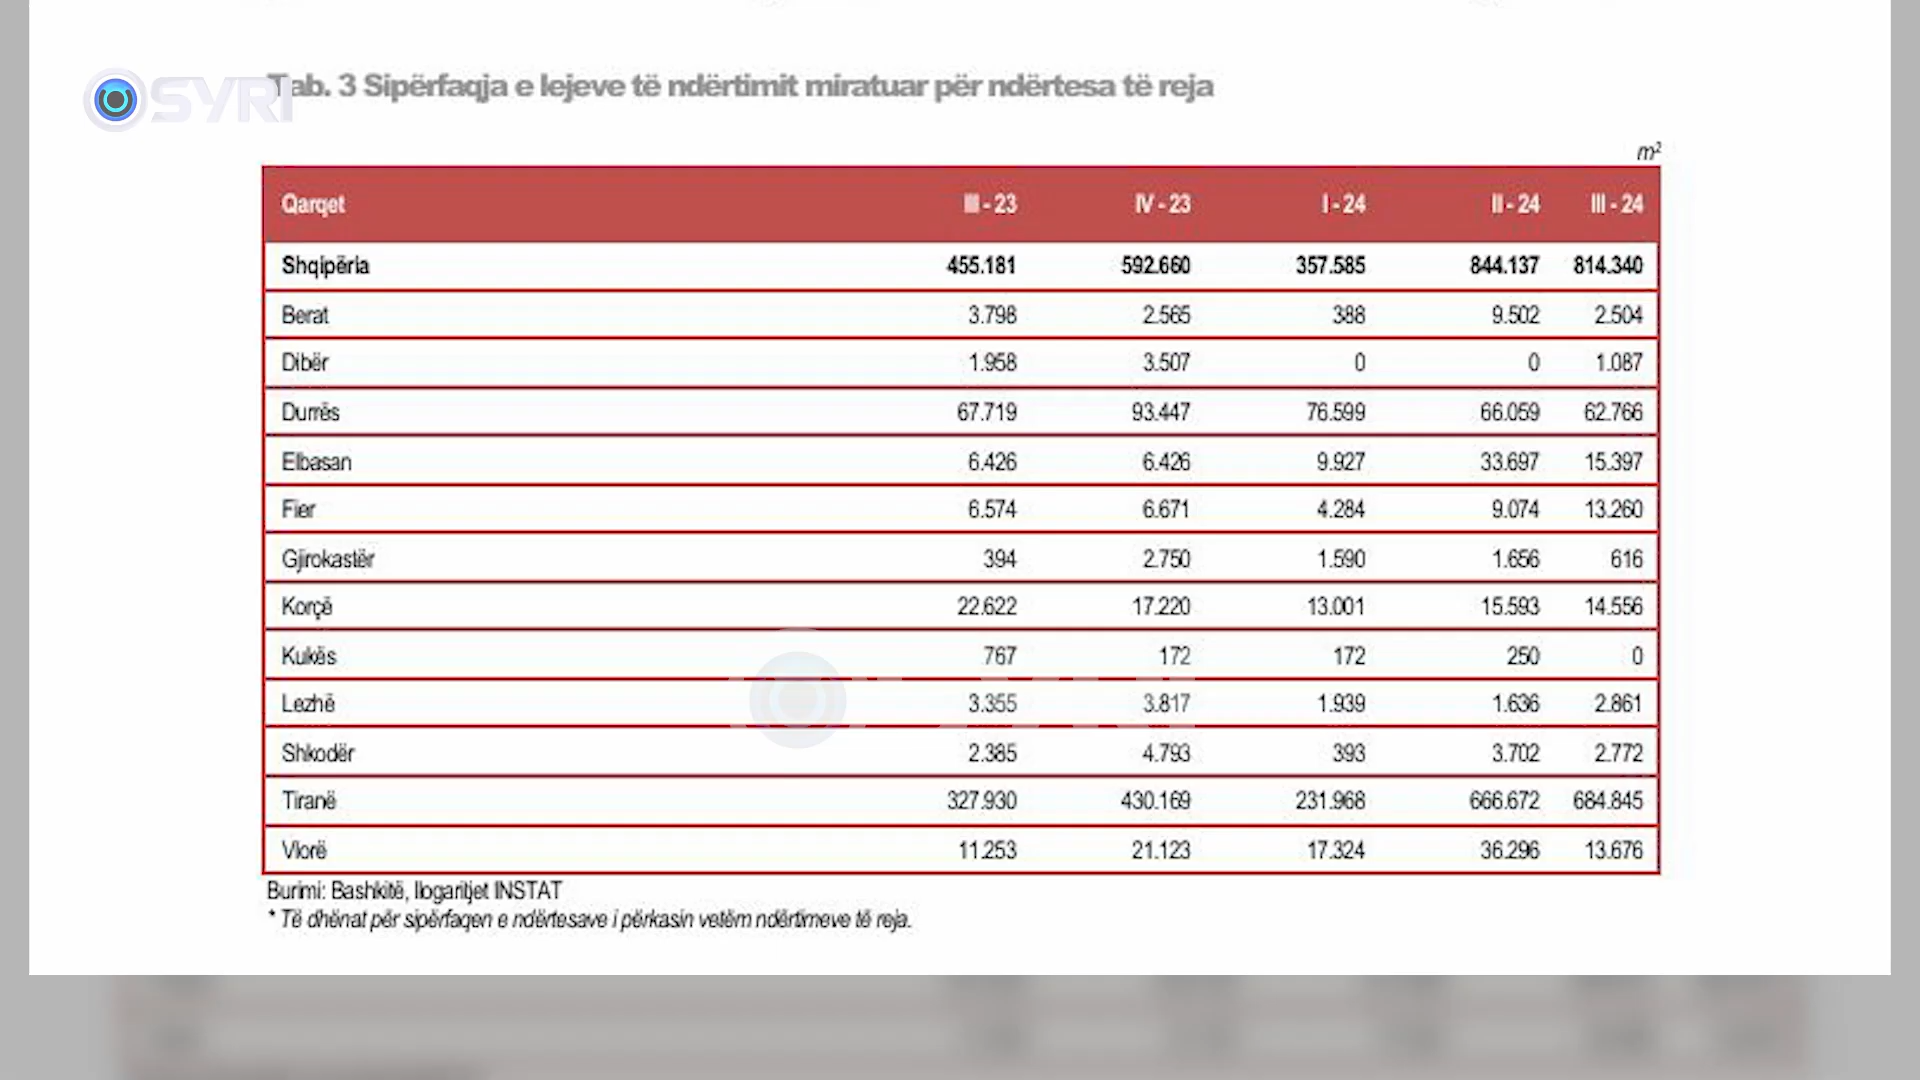 SYRI
Tab. 3 Sipërfaqja e lejeve të ndërtimit miratuar për ndërtesa të reja
m²
Qarqet III - 23 IV - 23 I - 24 II - 24 III - 24
Shqipëria 455.181 592.660 357.585 844.137 814.340
Berat 3.798 2.565 388 9.502 2.504
Dibër 1.958 3.507 0 0 1.087
Durrës 67.719 93.447 76.599 66.059 62.766
Elbasan 6.426 6.426 9.927 33.697 15.397
Fier 6.574 6.671 4.284 9.074 13.260
Gjirokastër 394 2.750 1.590 1.656 616
Korçë 22.622 17.220 13.001 15.593 14.556
Kukës 767 172 172 250 0
Lezhë 3.355 3.817 1.939 1.636 2.861
Shkodër 2.385 4.793 393 3.702 2.772
Tiranë 327.930 430.169 231.968 666.672 684.845
Vlorë 11.253 21.123 17.324 36.296 13.676
Burimi: Bashkitë, llogaritjet INSTAT
* Të dhënat për sipërfaqen e ndërtesave i përkasin vetëm ndërtimeve të reja.